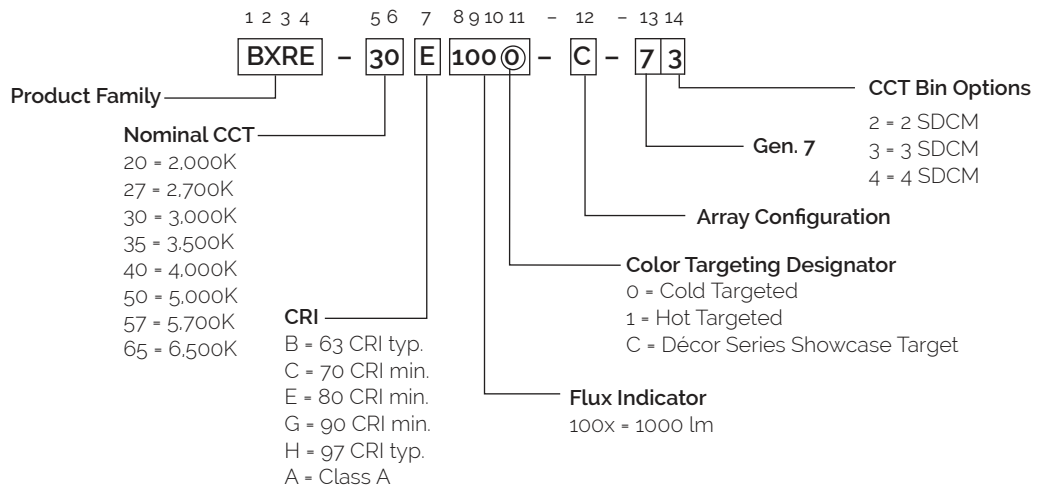 1 2 3 4 5 6 7 8 9 10 11 – 12 – – 13 14
BXRE – 30 E 100 0 – C – 7 3
Product Family
CCT Bin Options
2 = 2 SDCM
3 = 3 SDCM
4 = 4 SDCM
Nominal CCT
20 = 2,000K
27 = 2,700K
30 = 3,000K
35 = 3,500K
40 = 4,000K
50 = 5,000K
57 = 5,700K
65 = 6,500K
Gen. 7
Array Configuration
Color Targeting Designator
0 = Cold Targeted
1 = Hot Targeted
C = Décor Series Showcase Target
CRI
B = 63 CRI typ.
C = 70 CRI min.
E = 80 CRI min.
G = 90 CRI min.
H = 97 CRI typ.
A = Class A
Flux Indicator
100x = 1000 lm